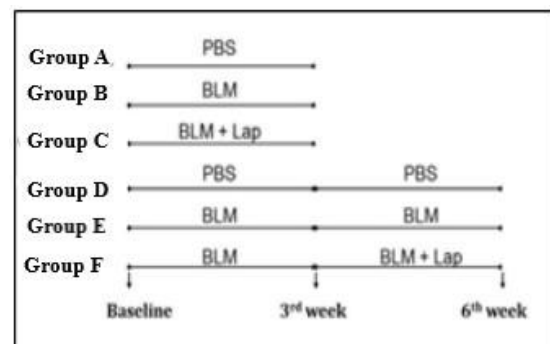 Group A PBS
Group B BLM
Group C BLM + Lap
Group D PBS PBS
Group E BLM BLM
Group F BLM BLM + Lap
Baseline 3rd week 6th week